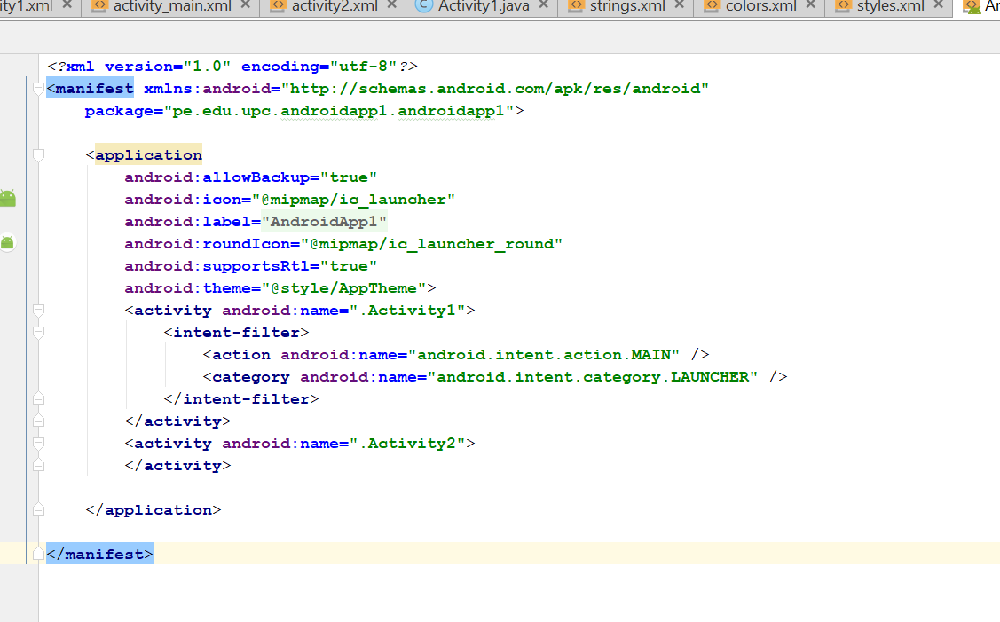 ity1.xml activity_main.xml activity2.xml Activity1.java strings.xml colors.xml styles.xml
<?xml version="1.0" encoding="utf-8"?>
<manifest xmlns:android="http://schemas.android.com/apk/res/android"
    package="pe.edu.upc.androidapp1.androidapp1">
    <application
        android:allowBackup="true"
        android:icon="@mipmap/ic_launcher"
        android:label="AndroidApp1"
        android:roundIcon="@mipmap/ic_launcher_round"
        android:supportsRtl="true"
        android:theme="@style/AppTheme">
        <activity android:name=".Activity1">
            <intent-filter>
                <action android:name="android.intent.action.MAIN" />
                <category android:name="android.intent.category.LAUNCHER" />
            </intent-filter>
        </activity>
        <activity android:name=".Activity2">
        </activity>
    </application>
</manifest>